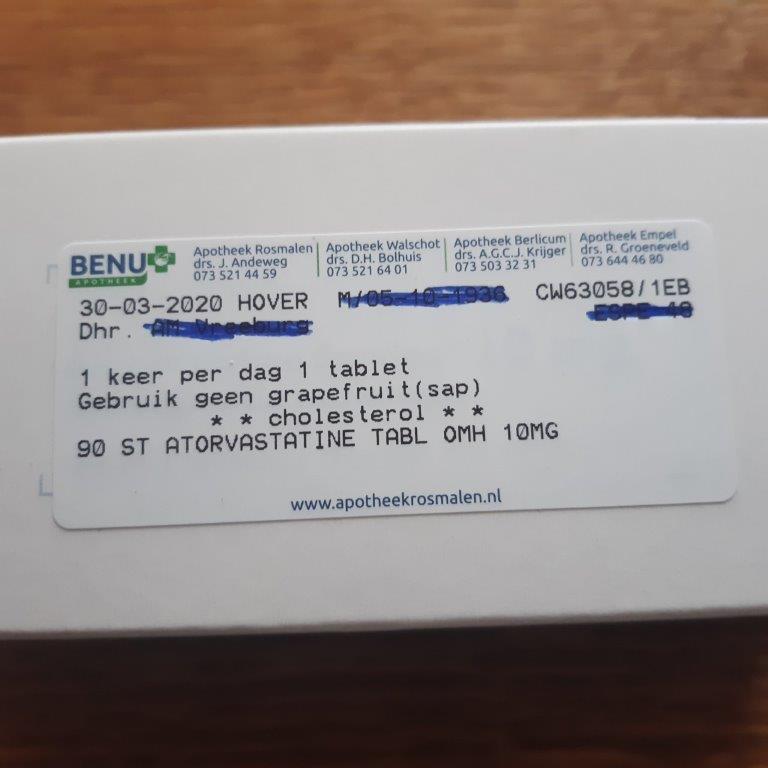 BENU
APOTHEEK
Apotheek Rosmalen
drs. J. Andeweg
073 521 44 59
Apotheek Walschot
drs. D.H. Bolhuis
073 521 64 01
Apotheek Berlicum
drs. A.G.C.J. Krijger
073 503 32 31
Apotheek Empel
drs. R. Groeneveld
073 644 46 80
30-03-2020 HOVER CW63058/1EB
Dhr.
1 keer per dag 1 tablet
Gebruik geen grapefruit(sap)
* * cholesterol * *
90 ST ATORVASTATINE TABL OMH 10MG
www.apotheekrosmalen.nl